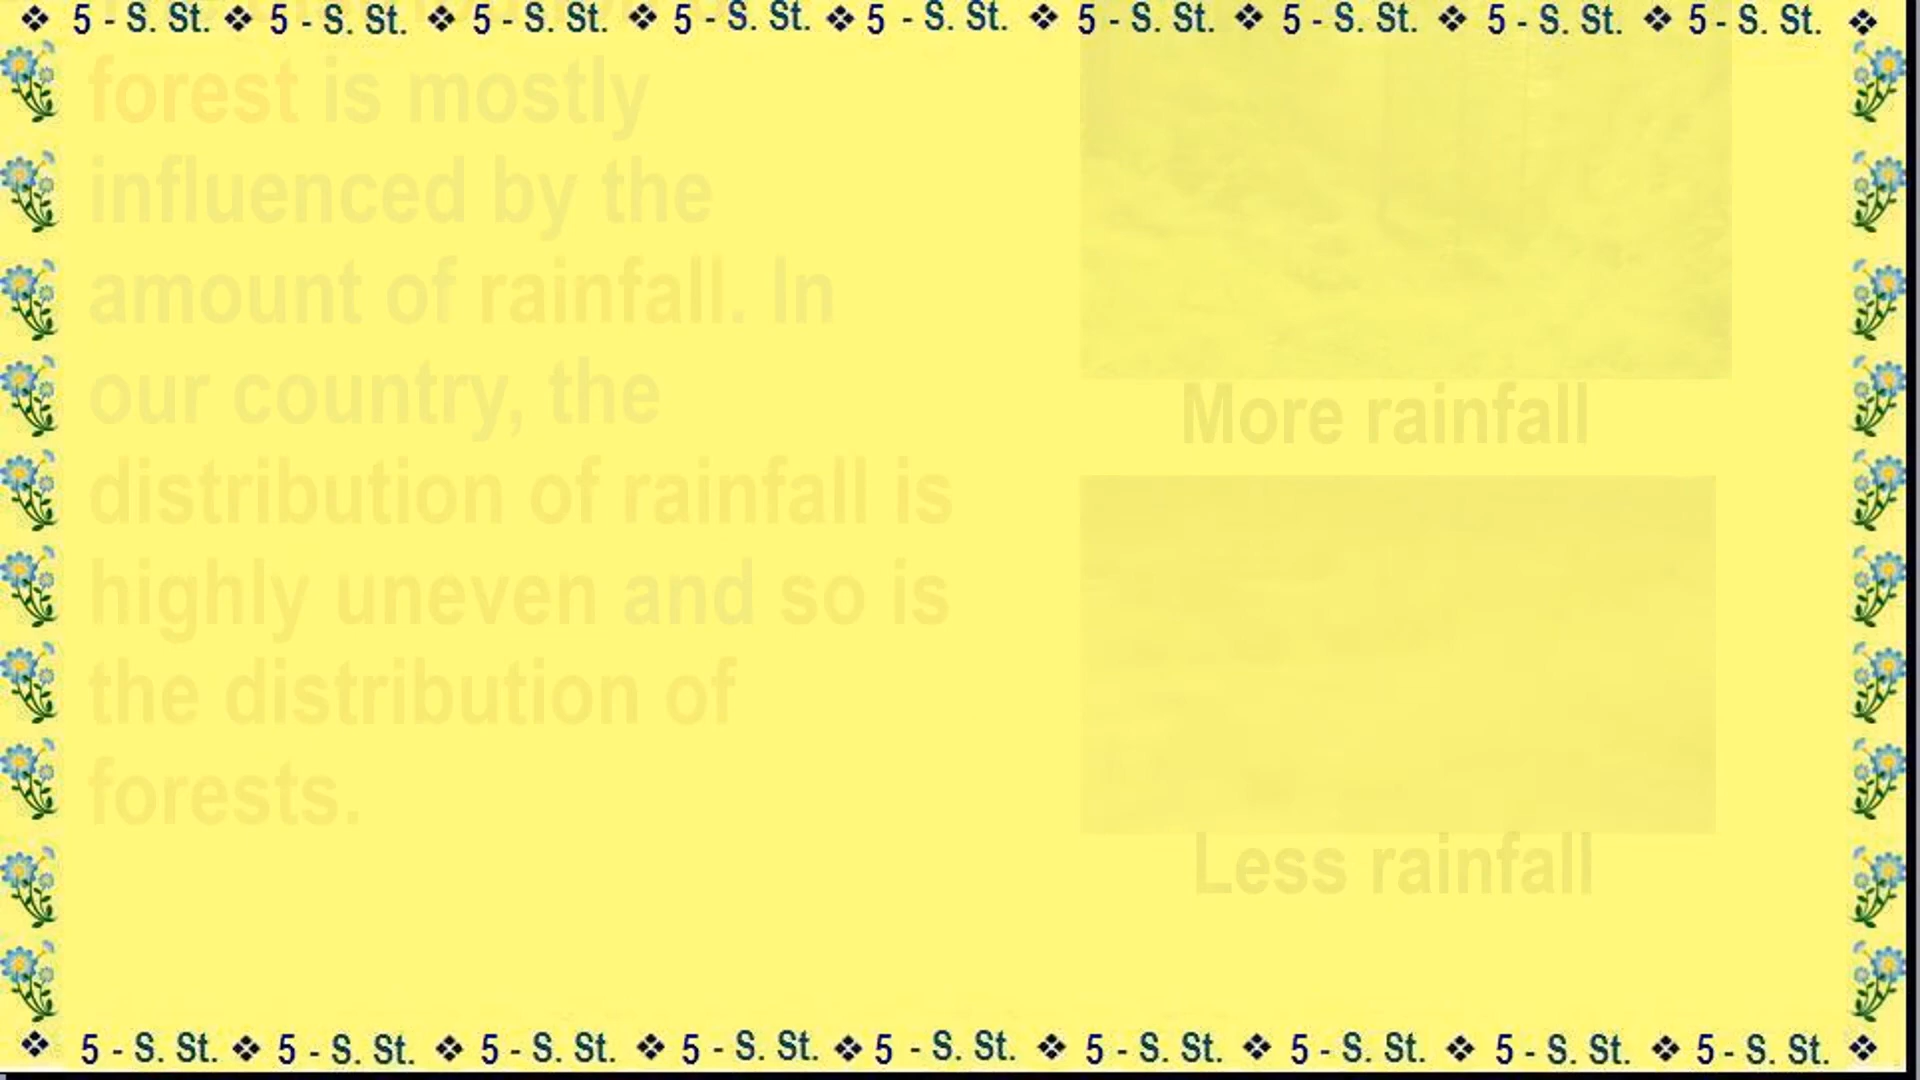 ❖ 5 - S. St. ❖ 5 - S. St. ❖ 5 - S. St. ❖ 5 - S. St. ❖ 5 - S. St. ❖ 5 - S. St. ❖ 5 - S. St. ❖ 5 - S. St. ❖ 5 - S. St. ❖
forest is mostly
influenced by the
amount of rainfall. In
our country, the
distribution of rainfall is
highly uneven and so is
the distribution of
forests.
More rainfall
Less rainfall
❖ 5 - S. St. ❖ 5 - S. St. ❖ 5 - S. St. ❖ 5 - S. St. ❖ 5 - S. St. ❖ 5 - S. St. ❖ 5 - S. St. ❖ 5 - S. St. ❖ 5 - S. St. ❖